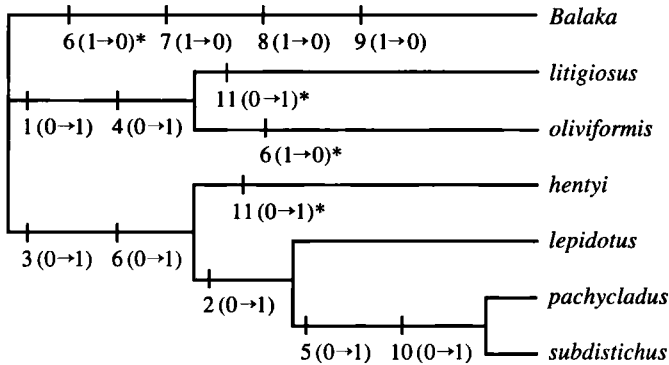 Balaka
6 (1→0)* 7 (1→0) 8 (1→0) 9 (1→0)
litigiosus
11 (0→1)*
1 (0→1) 4 (0→1)
oliviformis
6 (1→0)*
hentyi
11 (0→1)*
3 (0→1) 6 (0→1)
lepidotus
2 (0→1)
pachycladus
5 (0→1) 10 (0→1)
subdistichus